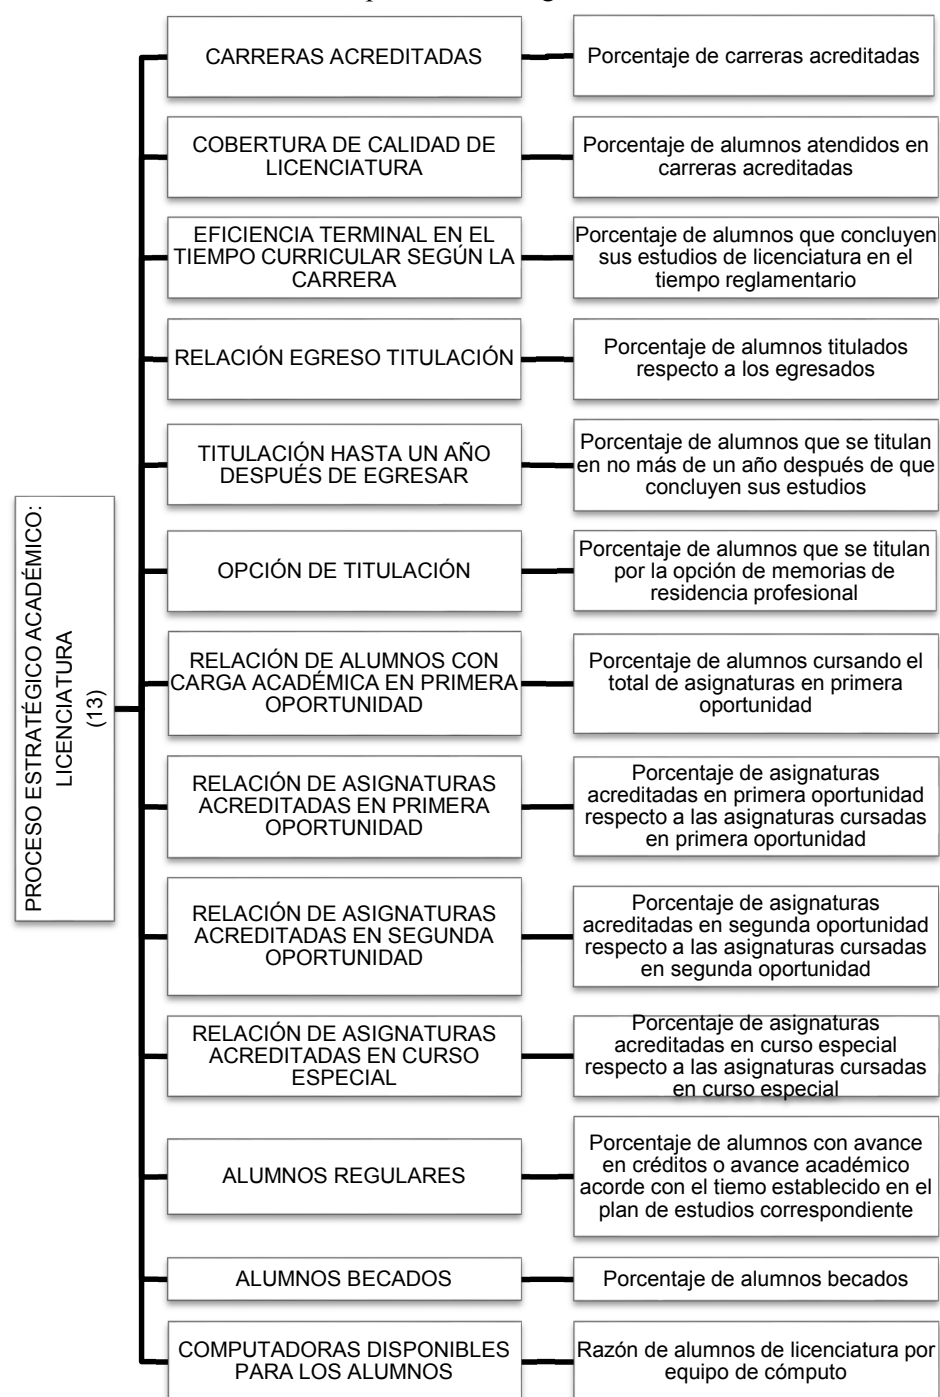 CARRERAS ACREDITADAS
Porcentaje de carreras acreditadas
COBERTURA DE CALIDAD DE
LICENCIATURA
Porcentaje de alumnos atendidos en
carreras acreditadas
EFICIENCIA TERMINAL EN EL
TIEMPO CURRICULAR SEGÚN LA
CARRERA
Porcentaje de alumnos que concluyen
sus estudios de licenciatura en el
tiempo reglamentario
RELACIÓN EGRESO TITULACIÓN
Porcentaje de alumnos titulados
respecto a los egresados
TITULACIÓN HASTA UN AÑO
DESPUÉS DE EGRESAR
Porcentaje de alumnos que se titulan
en no más de un año después de que
concluyen sus estudios
PROCESO ESTRATÉGICO ACADÉMICO:
LICENCIATURA
(13)
OPCIÓN DE TITULACIÓN
Porcentaje de alumnos que se titulan
por la opción de memorias de
residencia profesional
RELACIÓN DE ALUMNOS CON
CARGA ACADÉMICA EN PRIMERA
OPORTUNIDAD
Porcentaje de alumnos cursando el
total de asignaturas en primera
oportunidad
RELACIÓN DE ASIGNATURAS
ACREDITADAS EN PRIMERA
OPORTUNIDAD
Porcentaje de asignaturas
acreditadas en primera oportunidad
respecto a las asignaturas cursadas
en primera oportunidad
RELACIÓN DE ASIGNATURAS
ACREDITADAS EN SEGUNDA
OPORTUNIDAD
Porcentaje de asignaturas
acreditadas en segunda oportunidad
respecto a las asignaturas cursadas
en segunda oportunidad
RELACIÓN DE ASIGNATURAS
ACREDITADAS EN CURSO
ESPECIAL
Porcentaje de asignaturas
acreditadas en curso especial
respecto a las asignaturas cursadas
en curso especial
ALUMNOS REGULARES
Porcentaje de alumnos con avance
en créditos o avance académico
acorde con el tiemo establecido en el
plan de estudios correspondiente
ALUMNOS BECADOS
Porcentaje de alumnos becados
COMPUTADORAS DISPONIBLES
PARA LOS ALUMNOS
Razón de alumnos de licenciatura por
equipo de cómputo